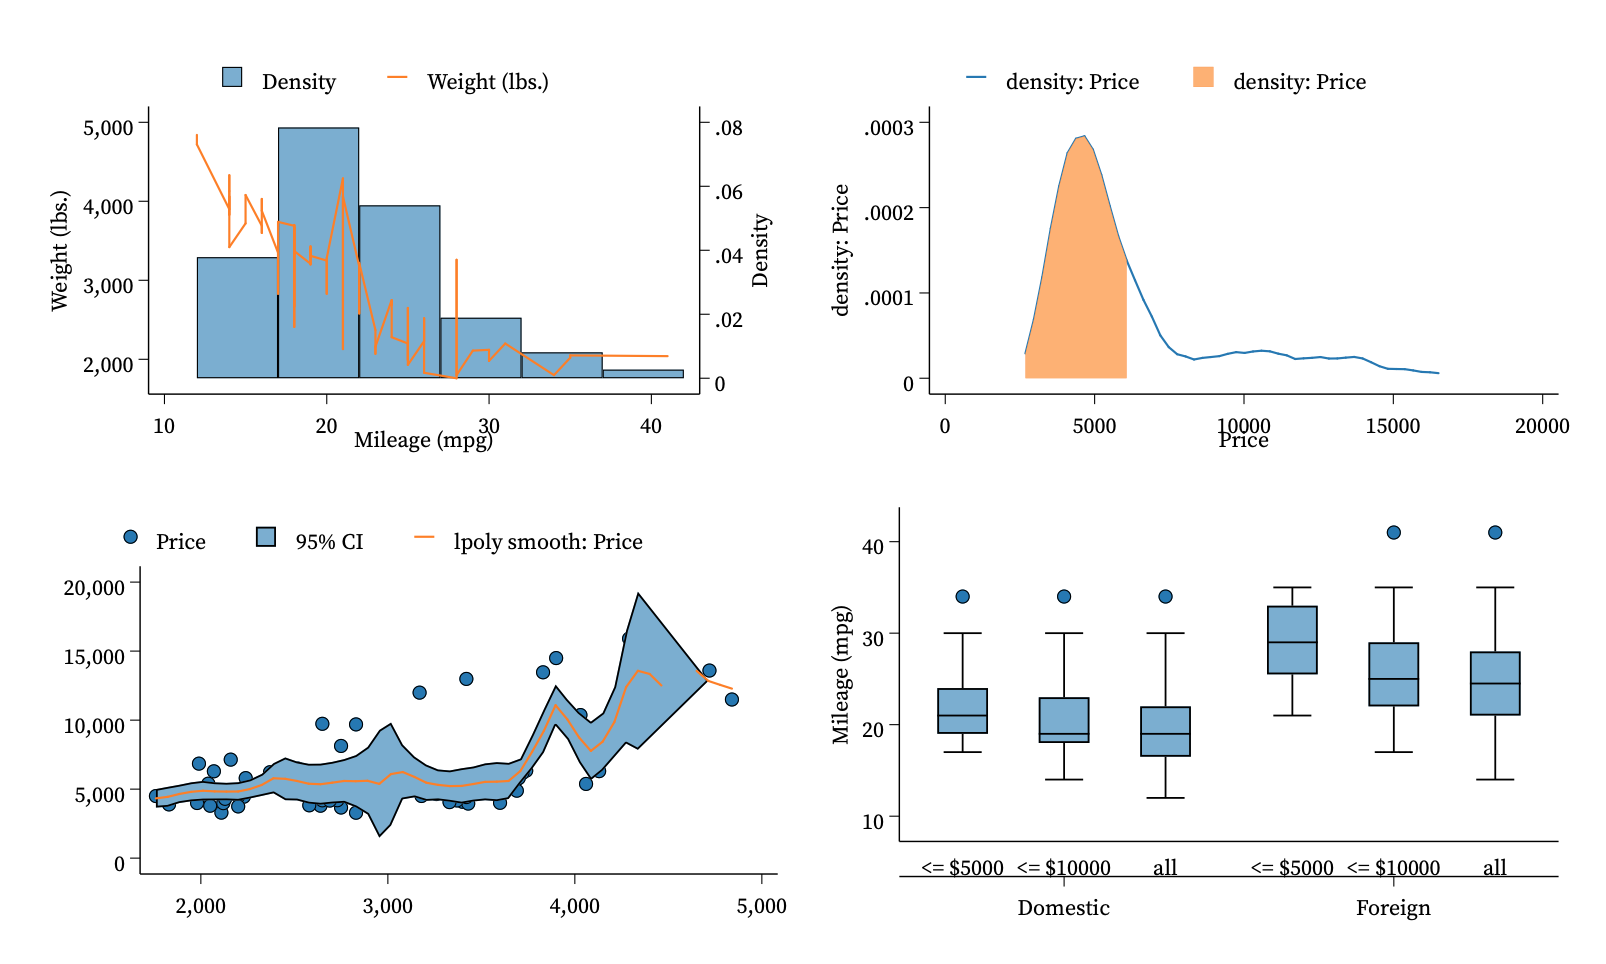 Density Weight (lbs.)
5,000
4,000
3,000
2,000
Weight (lbs.)
.08
.06
.04
.02
0
Density
10 20 30 40
Mileage (mpg)
density: Price density: Price
.0003
.0002
.0001
0
density: Price
0 5000 10000 15000 20000
Price
Price 95% CI lpoly smooth: Price
20,000
15,000
10,000
5,000
0
2,000 3,000 4,000 5,000
40
30
20
10
Mileage (mpg)
<= $5000 <= $10000 all <= $5000 <= $10000 all
Domestic Foreign